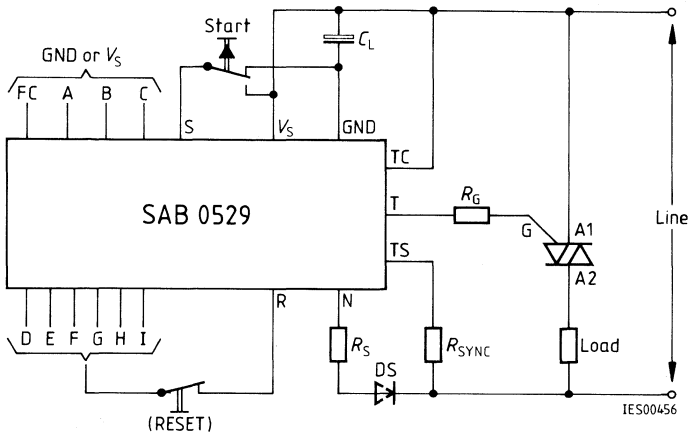 Start
C_L
GND or V_S
FC A B C
S V_S GND
TC
SAB 0529
T
R_G
G
A1
A2
Line
TS
D E F G H I
R N
R_S
R_SYNC
Load
DS
(RESET)
IES00456